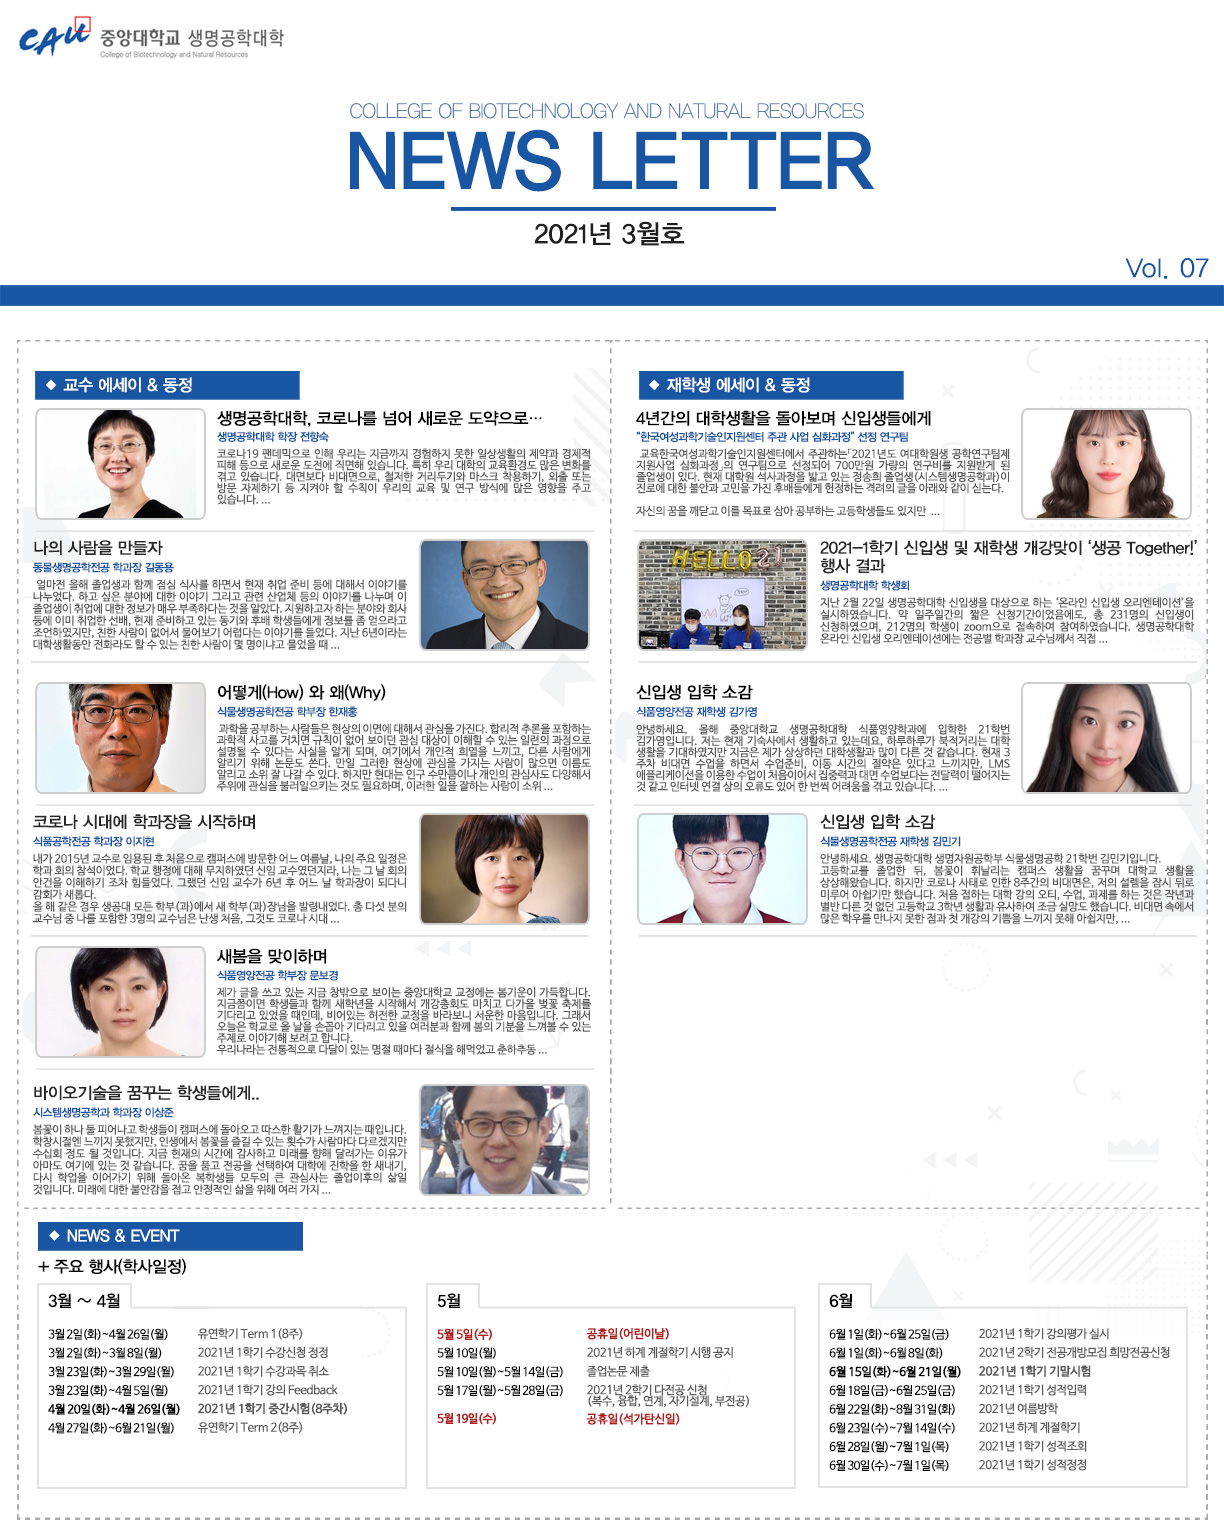 CAU 중앙대학교 생명공학대학
College of Biotechnology and Natural Resources
COLLEGE OF BIOTECHNOLOGY AND NATURAL RESOURCES
NEWS LETTER
2021년 3월호
Vol. 07
◆ 교수 에세이 & 동정
생명공학대학, 코로나를 넘어 새로운 도약으로…
생명공학대학 학장 전향숙
코로나19 팬데믹으로 인해 우리는 지금까지 경험하지 못한 일상생활의 제약과 경제적
피해 등으로 새로운 도전에 직면해 있습니다. 특히 우리 대학의 교육환경도 많은 변화를
겪고 있습니다. 대면보다 비대면으로, 철저한 거리두기와 마스크 착용하기, 외출 또는
방문 자제하기 등 지켜야 할 수칙이 우리의 교육 및 연구 방식에 많은 영향을 주고
있습니다. ...
나의 사람을 만들자
동물생명공학전공 학과장 길동용
얼마전 올해 졸업생과 함께 점심 식사를 하면서 현재 취업 준비 등에 대해서 이야기를
나누었다. 하고 싶은 분야에 대한 이야기 그리고 관련 산업체 등의 이야기를 나누며 이
졸업생이 취업에 대한 정보가 매우 부족하다는 것을 알았다. 지원하고자 하는 분야와 회사
등에 이미 취업한 선배, 현재 준비하고 있는 동기와 후배 학생들에게 정보를 좀 얻으라고
조언하였지만, 친한 사람이 없어서 물어보기 어렵다는 이야기를 들었다. 지난 6년이라는
대학생활동안 전화라도 할 수 있는 친한 사람이 몇 명이냐고 물었을 때 ...
어떻게(How) 와 왜(Why)
식물생명공학전공 학부장 한재홍
과학을 공부하는 사람들은 현상의 이면에 대해서 관심을 가진다. 합리적 추론을 포함하는
과학적 사고를 거치면 규칙이 없어 보이던 관심 대상이 이해할 수 있는 일련의 과정으로
설명될 수 있다는 사실을 알게 되며, 여기에서 개인적 희열을 느끼고, 다른 사람에게
알리기 위해 논문도 쓴다. 만일 그러한 현상에 관심을 가지는 사람이 많으면 이름도
알리고 소위 잘 나갈 수 있다. 하지만 현대는 인구 수만큼이나 개인의 관심사도 다양해서
주위에 관심을 불러일으키는 것도 필요하며, 이러한 일을 잘하는 사람이 소위 ...
코로나 시대에 학과장을 시작하며
식품공학전공 학과장 이지현
내가 2015년 교수로 임용된 후 처음으로 캠퍼스에 방문한 어느 여름날, 나의 주요 일정은
학과 회의 참석이었다. 학교 행정에 대해 무지하였던 신임 교수였던지라, 나는 그 날 회의
안건을 이해하기 조차 힘들었다. 그랬던 신임 교수가 6년 후 어느 날 학과장이 되다니
감회가 새롭다.
올 해 같은 경우 생공대 모든 학부(과)에서 새 학부(과)장님을 발령내었다. 총 다섯 분의
교수님 중 나를 포함한 3명의 교수님은 난생 처음, 그것도 코로나 시대 ...
새봄을 맞이하며
식품영양전공 학부장 문보경
제가 글을 쓰고 있는 지금 창밖으로 보이는 중앙대학교 교정에는 봄기운이 가득합니다.
지금쯤이면 학생들과 함께 새학년을 시작해서 개강총회도 마치고 다가올 벚꽃 축제를
기다리고 있었을 때인데, 비어있는 허전한 교정을 바라보니 서운한 마음입니다. 그래서
오늘은 학교로 올 날을 손꼽아 기다리고 있을 여러분과 함께 봄의 기분을 느껴볼 수 있는
주제로 이야기해 보려고 합니다.
우리나라는 전통적으로 다달이 있는 명절 때마다 절식을 해먹었고 춘하추동 ...
바이오기술을 꿈꾸는 학생들에게..
시스템생명공학과 학과장 이상준
봄꽃이 하나 둘 피어나고 학생들이 캠퍼스에 돌아오고 따스한 활기가 느껴지는 때입니다.
학창시절엔 느끼지 못했지만, 인생에서 봄꽃을 즐길 수 있는 횟수가 사람마다 다르겠지만
수십회 정도 될 것입니다. 지금 현재의 시간에 감사하고 미래를 향해 달려가는 이유가
아마도 여기에 있는 것 같습니다. 꿈을 품고 전공을 선택하여 대학에 진학을 한 새내기,
다시 학업을 이어가기 위해 돌아온 복학생들 모두의 큰 관심사는 졸업이후의 삶일
것입니다. 미래에 대한 불안감을 접고 안정적인 삶을 위해 여러 가지 ...
◆ 재학생 에세이 & 동정
4년간의 대학생활을 돌아보며 신입생들에게
"한국여성과학기술인지원센터 주관 사업 심화과정" 선정 연구팀
교육한국여성과학기술인지원센터에서 주관하는「2021년도 여대학원생 공학연구팀제
지원사업 심화과정」의 연구팀으로 선정되어 700만원 가량의 연구비를 지원받게 된
졸업생이 있다. 현재 대학원 석사과정을 밟고 있는 정송희 졸업생(시스템생명공학과)이
진로에 대한 불안과 고민을 가진 후배들에게 헌정하는 격려의 글을 아래와 같이 싣는다.
자신의 꿈을 깨닫고 이를 목표로 삼아 공부하는 고등학생들도 있지만 ...
HELLO 21
2021-1학기 신입생 및 재학생 개강맞이 '생공 Together!'
행사 결과
생명공학대학 학생회
지난 2월 22일 생명공학대학 신입생을 대상으로 하는 '온라인 신입생 오리엔테이션'을
실시하였습니다. 약 일주일간의 짧은 신청기간이었음에도, 총 231명의 신입생이
신청하였으며, 212명의 학생이 zoom으로 접속하여 참여하였습니다. 생명공학대학
온라인 신입생 오리엔테이션에는 전공별 학과장 교수님께서 직접 ...
신입생 입학 소감
식품영양전공 재학생 김가영
안녕하세요. 올해 중앙대학교 생명공학대학 식품영양학과에 입학한 21학번
김가영입니다. 저는 현재 기숙사에서 생활하고 있는데요, 하루하루가 북적거리는 대학
생활을 기대하였지만 지금은 제가 상상하던 대학생활과 많이 다른 것 같습니다. 현재 3
주차 비대면 수업을 하면서 수업준비, 이동 시간의 절약은 있다고 느끼지만, LMS
애플리케이션을 이용한 수업이 처음이어서 집중력과 대면 수업보다는 전달력이 떨어지는
것 같고 인터넷 연결 상의 오류도 있어 한 번씩 어려움을 겪고 있습니다. ...
신입생 입학 소감
식물생명공학전공 재학생 김민기
안녕하세요. 생명공학대학 생명자원공학부 식물생명공학 21학번 김민기입니다.
고등학교를 졸업한 뒤, 봄꽃이 휘날리는 캠퍼스 생활을 꿈꾸며 대학교 생활을
상상해왔습니다. 하지만 코로나 사태로 인한 8주간의 비대면은, 저의 설렘을 잠시 뒤로
미루어 아쉽기만 했습니다. 처음 접하는 대학 강의 오티, 수업, 과제를 하는 것은 작년과
별반 다른 것 없던 고등학교 3학년 생활과 유사하여 조금 실망도 했습니다. 비대면 속에서
많은 학우를 만나지 못한 점과 첫 개강의 기쁨을 느끼지 못해 아쉽지만, ...
◆ NEWS & EVENT
+ 주요 행사(학사일정)
3월 ~ 4월
3월 2일(화)~4월 26일(월) 유연학기 Term 1 (8주)
3월 2일(화)~3월 8일(월) 2021년 1학기 수강신청 정정
3월 23일(화)~3월 29일(월) 2021년 1학기 수강과목 취소
3월 23일(화)~4월 5일(월) 2021년 1학기 강의 Feedback
4월 20일(화)~4월 26일(월) 2021년 1학기 중간시험(8주차)
4월 27일(화)~6월 21일(월) 유연학기 Term 2 (8주)
5월
5월 5일(수) 공휴일(어린이날)
5월 10일(월) 2021년 하계 계절학기 시행 공지
5월 10일(월)~5월 14일(금) 졸업논문 제출
5월 17일(월)~5월 28일(금) 2021년 2학기 다전공 신청
(복수, 융합, 연계, 자기설계, 부전공)
5월 19일(수) 공휴일(석가탄신일)
6월
6월 1일(화)~6월 25일(금) 2021년 1학기 강의평가 실시
6월 1일(화)~6월 8일(화) 2021년 2학기 전공개방모집 희망전공신청
6월 15일(화)~6월 21일(월) 2021년 1학기 기말시험
6월 18일(금)~6월 25일(금) 2021년 1학기 성적입력
6월 22일(화)~8월 31일(화) 2021년 여름방학
6월 23일(수)~7월 14일(수) 2021년 하계 계절학기
6월 28일(월)~7월 1일(목) 2021년 1학기 성적조회
6월 30일(수)~7월 1일(목) 2021년 1학기 성적정정